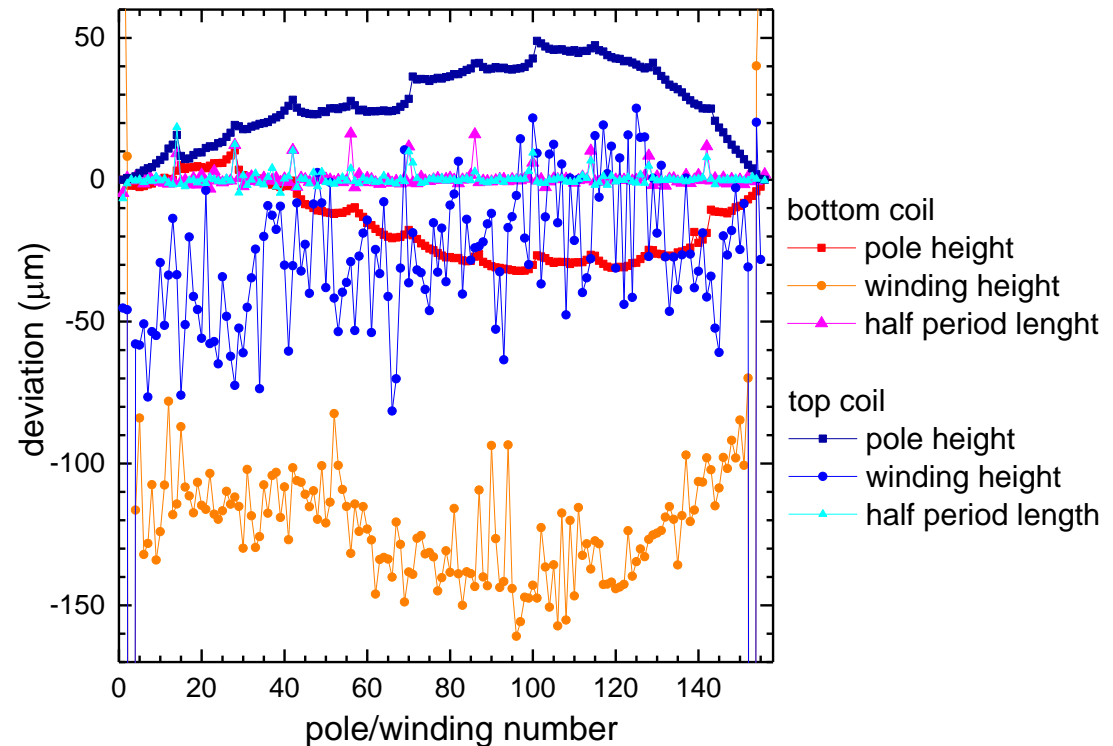 50
0
-50
-100
-150
deviation (μm)
0 20 40 60 80 100 120 140
pole/winding number
bottom coil
pole height
winding height
half period lenght
top coil
pole height
winding height
half period length